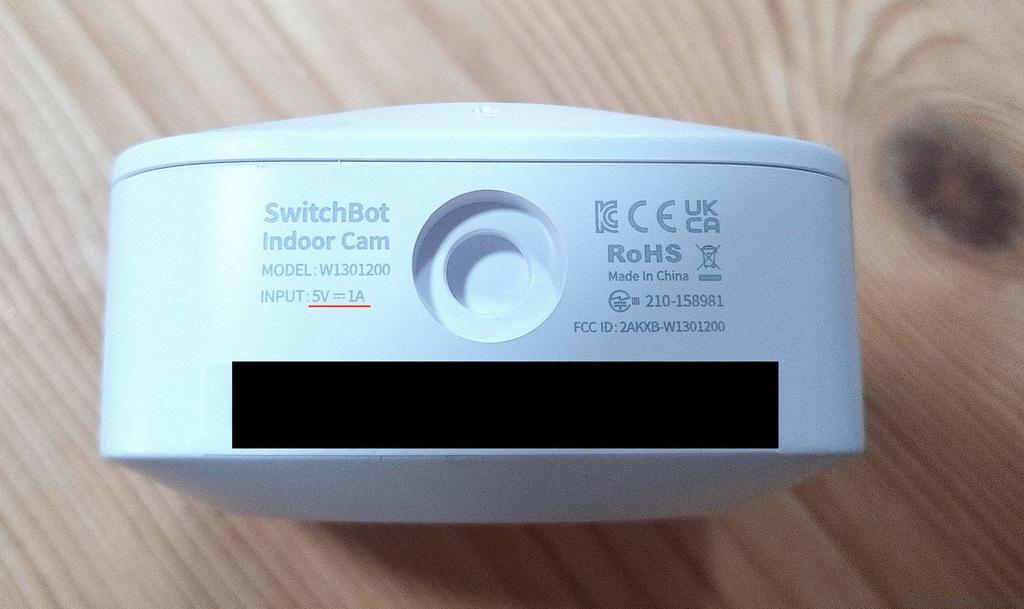 SwitchBot
Indoor Cam
MODEL: W1301200
INPUT: 5V ⎓ 1A
CE UK
CA
RoHS
Made In China
210-158981
FCC ID: 2AKXB-W1301200